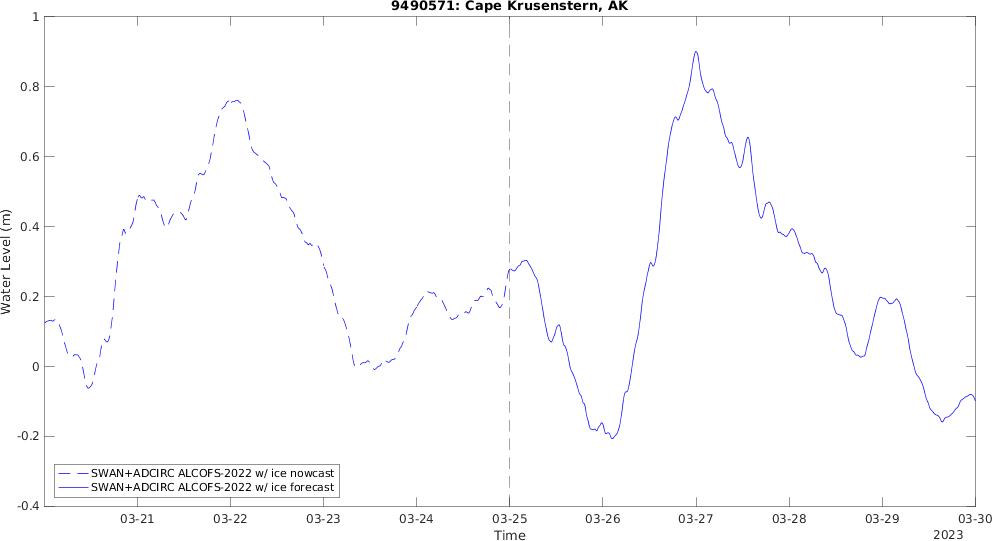 9490571: Cape Krusenstern, AK
1
0.8
0.6
0.4
0.2
0
-0.2
-0.4
Water Level (m)
SWAN+ADCIRC ALCOFS-2022 w/ ice nowcast
SWAN+ADCIRC ALCOFS-2022 w/ ice forecast
03-21 03-22 03-23 03-24 03-25 03-26 03-27 03-28 03-29 03-30
Time
2023